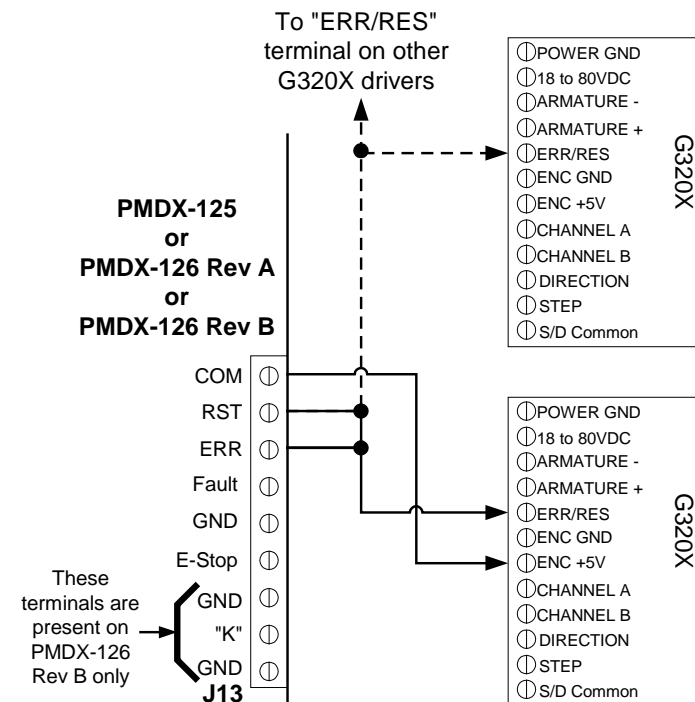 To "ERR/RES"
terminal on other
G320X drivers
POWER GND
18 to 80VDC
ARMATURE -
ARMATURE +
ERR/RES
ENC GND
ENC +5V
CHANNEL A
CHANNEL B
DIRECTION
STEP
S/D Common
G320X
PMDX-125
or
PMDX-126 Rev A
or
PMDX-126 Rev B
COM
RST
ERR
Fault
GND
E-Stop
GND
"K"
GND
J13
These
terminals are
present on
PMDX-126
Rev B only
POWER GND
18 to 80VDC
ARMATURE -
ARMATURE +
ERR/RES
ENC GND
ENC +5V
CHANNEL A
CHANNEL B
DIRECTION
STEP
S/D Common
G320X